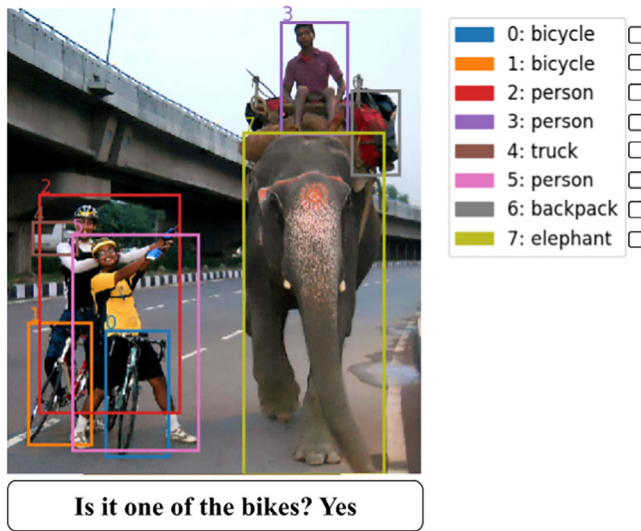 3
0: bicycle
1: bicycle
2: person
3: person
4: truck
5: person
6: backpack
7: elephant
6
7
2
4
5
1
0
Is it one of the bikes? Yes